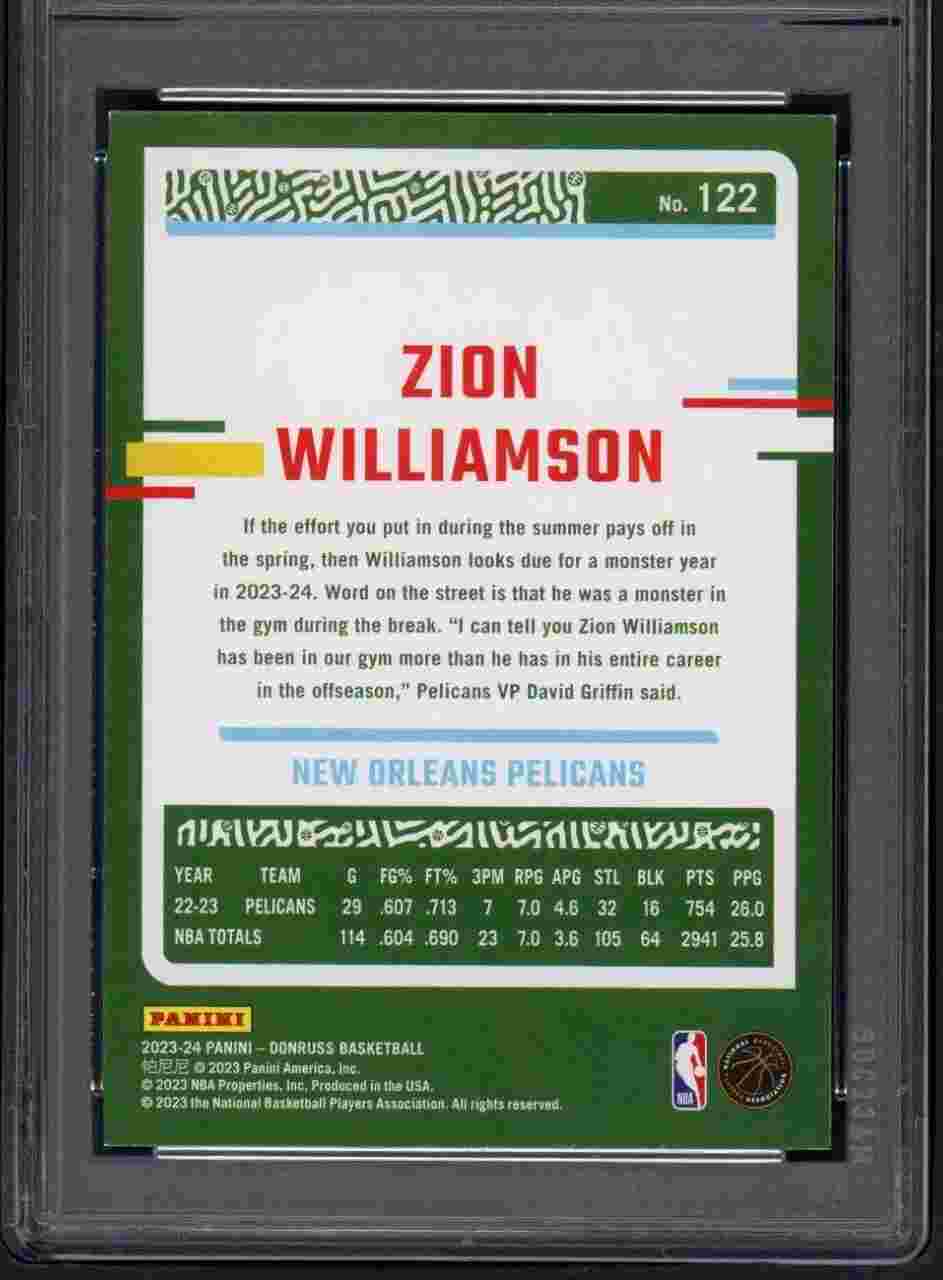 No. 122
ZION
WILLIAMSON
If the effort you put in during the summer pays off in
the spring, then Williamson looks due for a monster year
in 2023-24. Word on the street is that he was a monster in
the gym during the break. “I can tell you Zion Williamson
has been in our gym more than he has in his entire career
in the offseason,” Pelicans VP David Griffin said.
NEW ORLEANS PELICANS
YEAR TEAM G FG% FT% 3PM RPG APG STL BLK PTS PPG
22-23 PELICANS 29 .607 .713 7 7.0 4.6 32 16 754 26.0
NBA TOTALS 114 .604 .690 23 7.0 3.6 105 64 2941 25.8
PANINI
2023-24 PANINI – DONRUSS BASKETBALL
帕尼尼 © 2023 Panini America, Inc.
© 2023 NBA Properties, Inc. Produced in the USA.
© 2023 the National Basketball Players Association. All rights reserved.
NBA
NATIONAL BASKETBALL PLAYERS ASSOCIATION